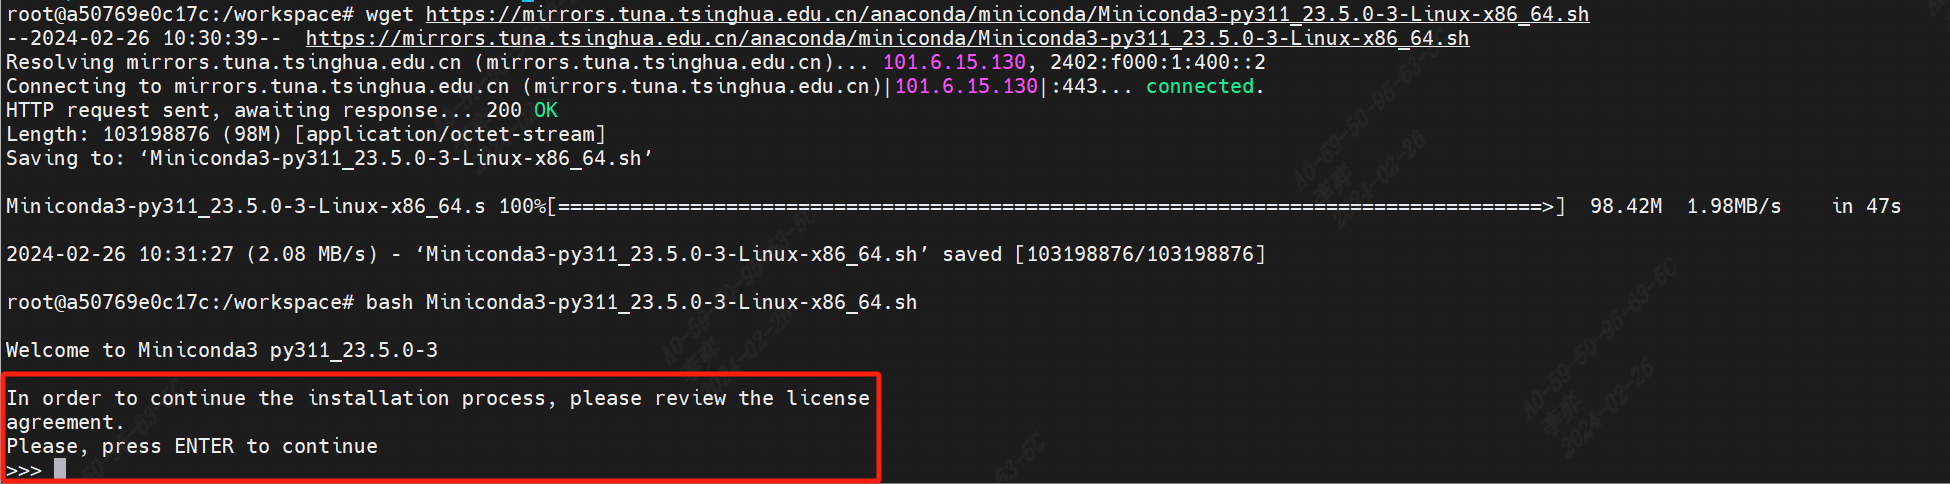 root@a50769e0c17c:/workspace# wget https://mirrors.tuna.tsinghua.edu.cn/anaconda/miniconda/Miniconda3-py311_23.5.0-3-Linux-x86_64.sh
--2024-02-26 10:30:39--  https://mirrors.tuna.tsinghua.edu.cn/anaconda/miniconda/Miniconda3-py311_23.5.0-3-Linux-x86_64.sh
Resolving mirrors.tuna.tsinghua.edu.cn (mirrors.tuna.tsinghua.edu.cn)... 101.6.15.130, 2402:f000:1:400::2
Connecting to mirrors.tuna.tsinghua.edu.cn (mirrors.tuna.tsinghua.edu.cn)|101.6.15.130|:443... connected.
HTTP request sent, awaiting response... 200 OK
Length: 103198876 (98M) [application/octet-stream]
Saving to: ‘Miniconda3-py311_23.5.0-3-Linux-x86_64.sh’
Miniconda3-py311_23.5.0-3-Linux-x86_64.s 100%[==================================================================================>]  98.42M  1.98MB/s    in 47s
2024-02-26 10:31:27 (2.08 MB/s) - ‘Miniconda3-py311_23.5.0-3-Linux-x86_64.sh’ saved [103198876/103198876]
root@a50769e0c17c:/workspace# bash Miniconda3-py311_23.5.0-3-Linux-x86_64.sh
Welcome to Miniconda3 py311_23.5.0-3
In order to continue the installation process, please review the license
agreement.
Please, press ENTER to continue
>>>
A0-59-50-95-63-5C
2024-02-26